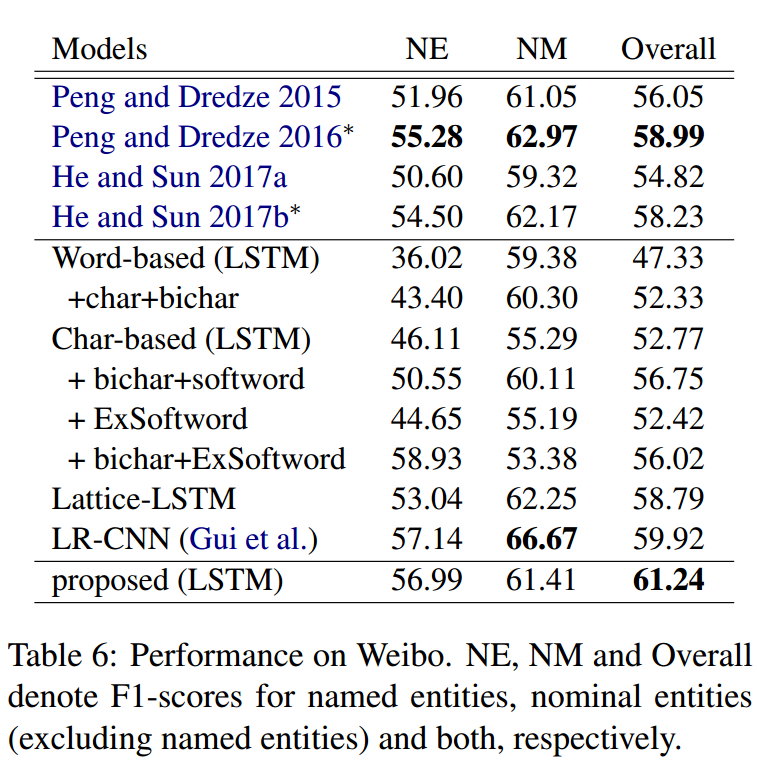 Models NE NM Overall
Peng and Dredze 2015 51.96 61.05 56.05
Peng and Dredze 2016* 55.28 62.97 58.99
He and Sun 2017a 50.60 59.32 54.82
He and Sun 2017b* 54.50 62.17 58.23
Word-based (LSTM) 36.02 59.38 47.33
+char+bichar 43.40 60.30 52.33
Char-based (LSTM) 46.11 55.29 52.77
+ bichar+softword 50.55 60.11 56.75
+ ExSoftword 44.65 55.19 52.42
+ bichar+ExSoftword 58.93 53.38 56.02
Lattice-LSTM 53.04 62.25 58.79
LR-CNN (Gui et al.) 57.14 66.67 59.92
proposed (LSTM) 56.99 61.41 61.24
Table 6: Performance on Weibo. NE, NM and Overall
denote F1-scores for named entities, nominal entities
(excluding named entities) and both, respectively.